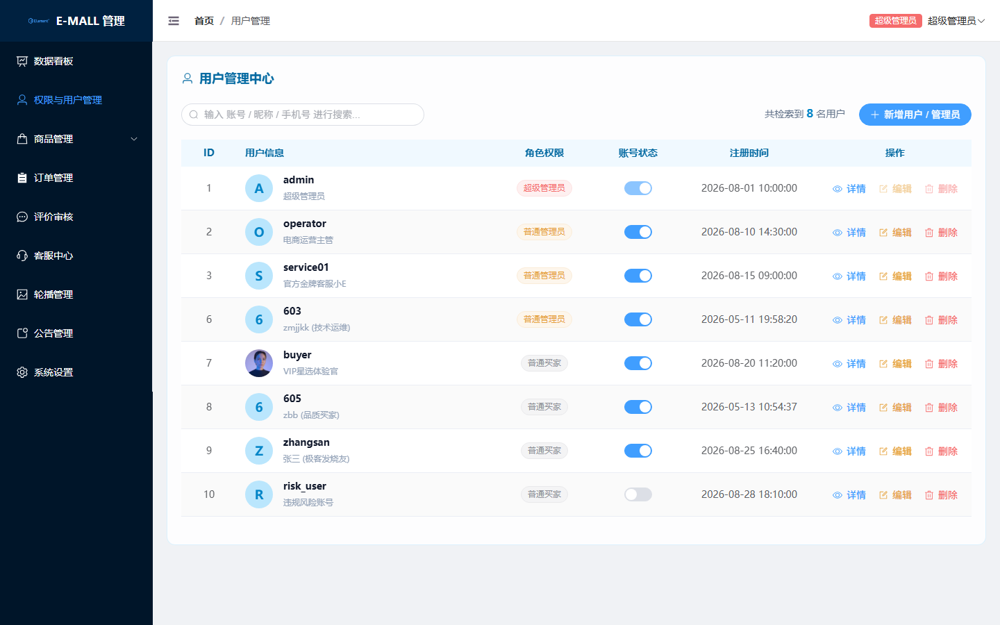 Element E-MALL 管理
首页 / 用户管理
超级管理员 超级管理员
数据看板
权限与用户管理
商品管理
订单管理
评价审核
客服中心
轮播管理
公告管理
系统设置
用户管理中心
输入 账号 / 昵称 / 手机号 进行搜索...
共检索到 8 名用户
新增用户 / 管理员
ID 用户信息 角色权限 账号状态 注册时间 操作
1 A admin 超级管理员 2026-08-01 10:00:00 详情 编辑 删除
超级管理员
2 O operator 普通管理员 2026-08-10 14:30:00 详情 编辑 删除
电商运营主管
3 S service01 普通管理员 2026-08-15 09:00:00 详情 编辑 删除
官方金牌客服小E
6 6 603 普通管理员 2026-05-11 19:58:20 详情 编辑 删除
zmjjkk (技术运维)
7 buyer 普通买家 2026-08-20 11:20:00 详情 编辑 删除
VIP星选体验官
8 6 605 普通买家 2026-05-13 10:54:37 详情 编辑 删除
zbb (品质买家)
9 Z zhangsan 普通买家 2026-08-25 16:40:00 详情 编辑 删除
张三 (极客发烧友)
10 R risk_user 普通买家 2026-08-28 18:10:00 详情 编辑 删除
违规风险账号